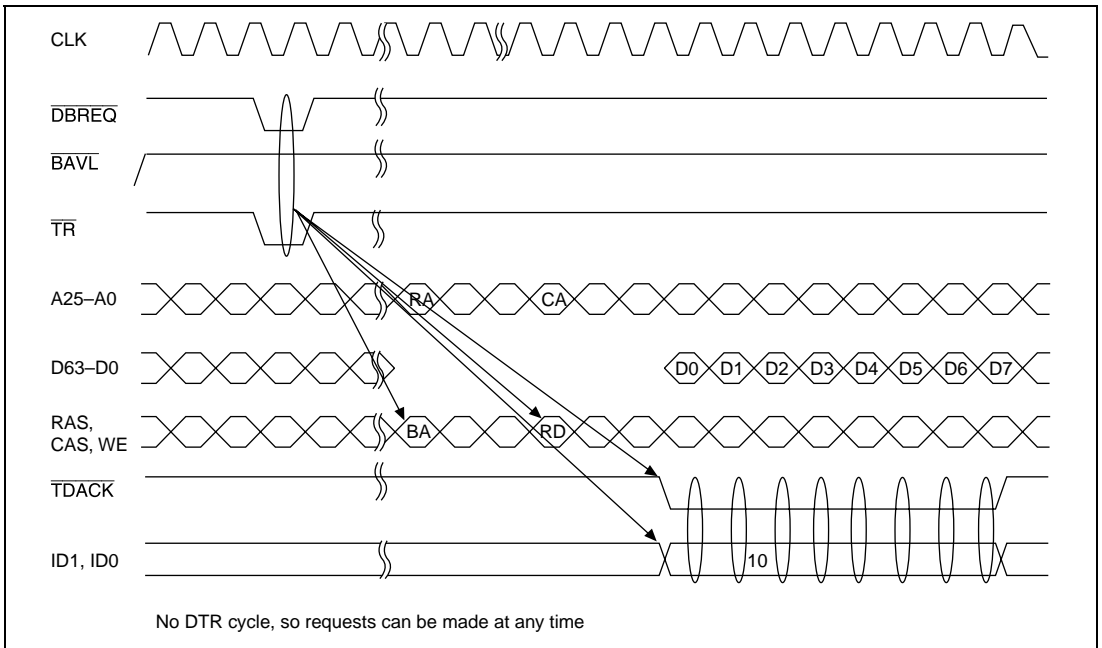 CLK
DBREQ
BAVL
TR
A25–A0 RA CA
D63–D0 D0 D1 D2 D3 D4 D5 D6 D7
RAS,
CAS, WE BA RD
TDACK
ID1, ID0 10
No DTR cycle, so requests can be made at any time